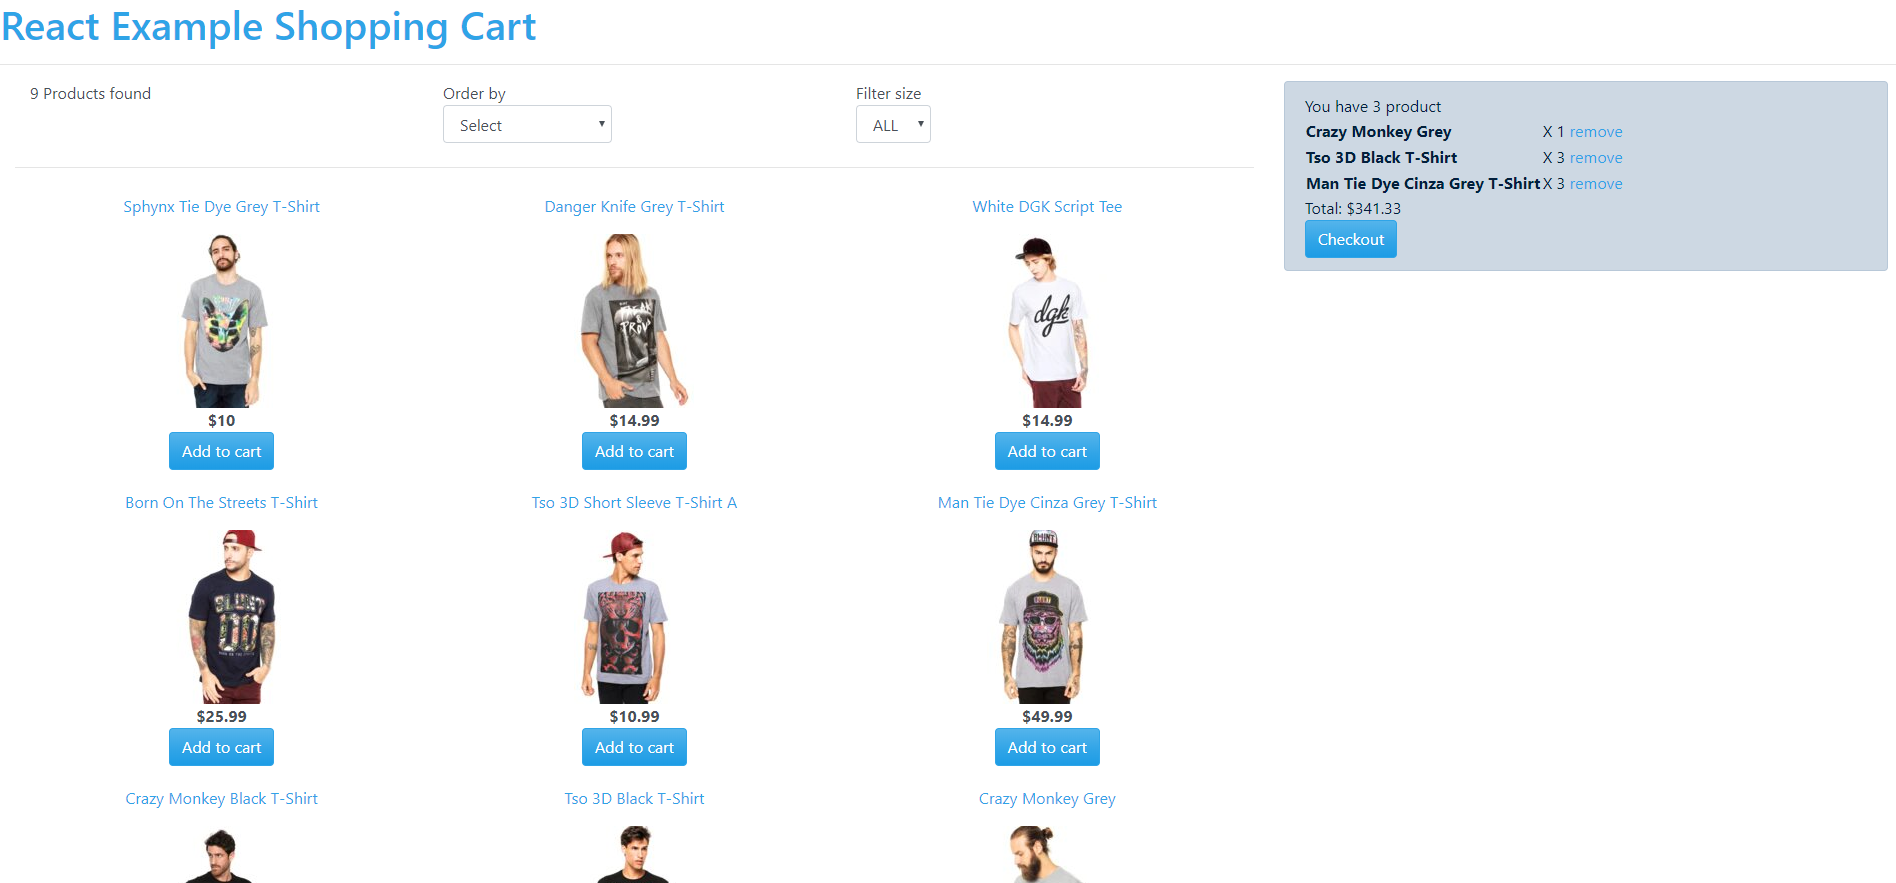 React Example Shopping Cart
9 Products found
Order by
Select
Filter size
ALL
You have 3 product
Crazy Monkey Grey X 1 remove
Tso 3D Black T-Shirt X 3 remove
Man Tie Dye Cinza Grey T-Shirt X 3 remove
Total: $341.33
Checkout
Sphynx Tie Dye Grey T-Shirt
Danger Knife Grey T-Shirt
White DGK Script Tee
dgk
$10
$14.99
$14.99
Add to cart
Add to cart
Add to cart
Born On The Streets T-Shirt
Tso 3D Short Sleeve T-Shirt A
Man Tie Dye Cinza Grey T-Shirt
BLUNT
BLUNT
00
$25.99
$10.99
$49.99
Add to cart
Add to cart
Add to cart
Crazy Monkey Black T-Shirt
Tso 3D Black T-Shirt
Crazy Monkey Grey